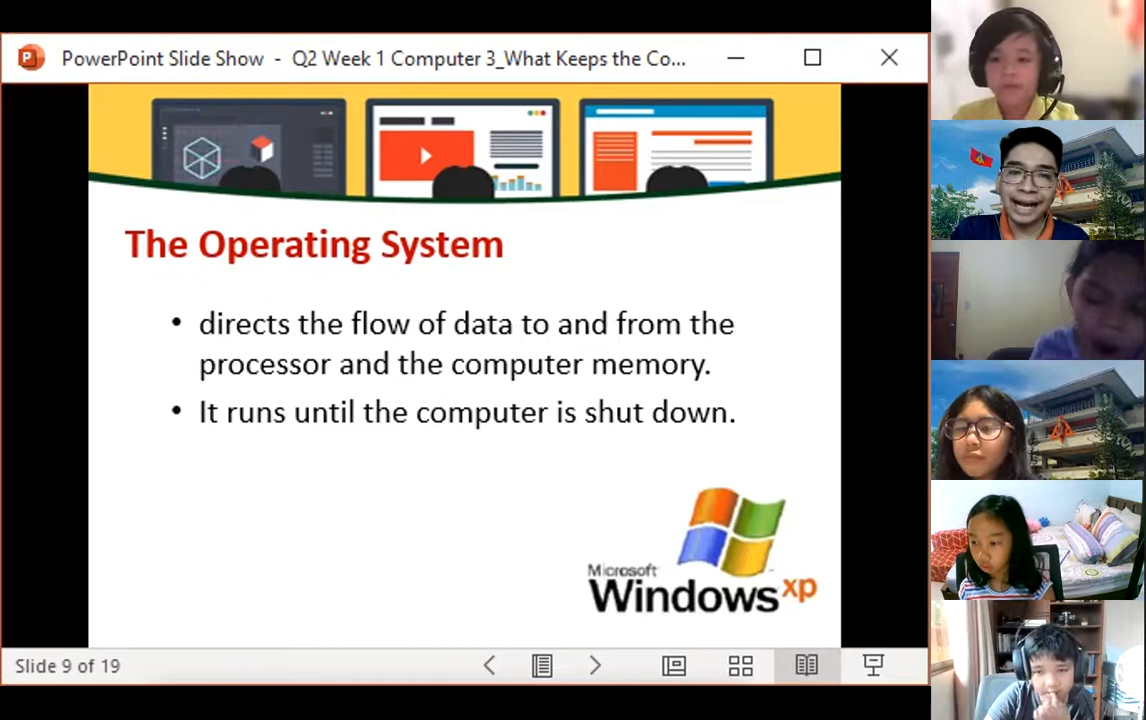 PowerPoint Slide Show - Q2 Week 1 Computer 3_What Keeps the Co...
The Operating System
• directs the flow of data to and from the
processor and the computer memory.
• It runs until the computer is shut down.
Microsoft
Windows xp
Slide 9 of 19